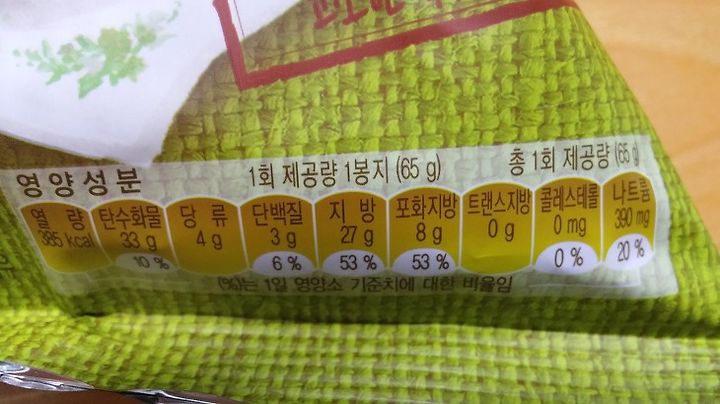 영양성분 1회 제공량 1봉지 (65 g) 총 1회 제공량 (65 g)
열량 탄수화물 당류 단백질 지방 포화지방 트랜스지방 콜레스테롤 나트륨
385 kcal 33 g 4 g 3 g 27 g 8 g 0 g 0 mg 390 mg
10 % 6 % 53 % 53 % 0 % 20 %
(%)는 1일 영양소 기준치에 대한 비율임